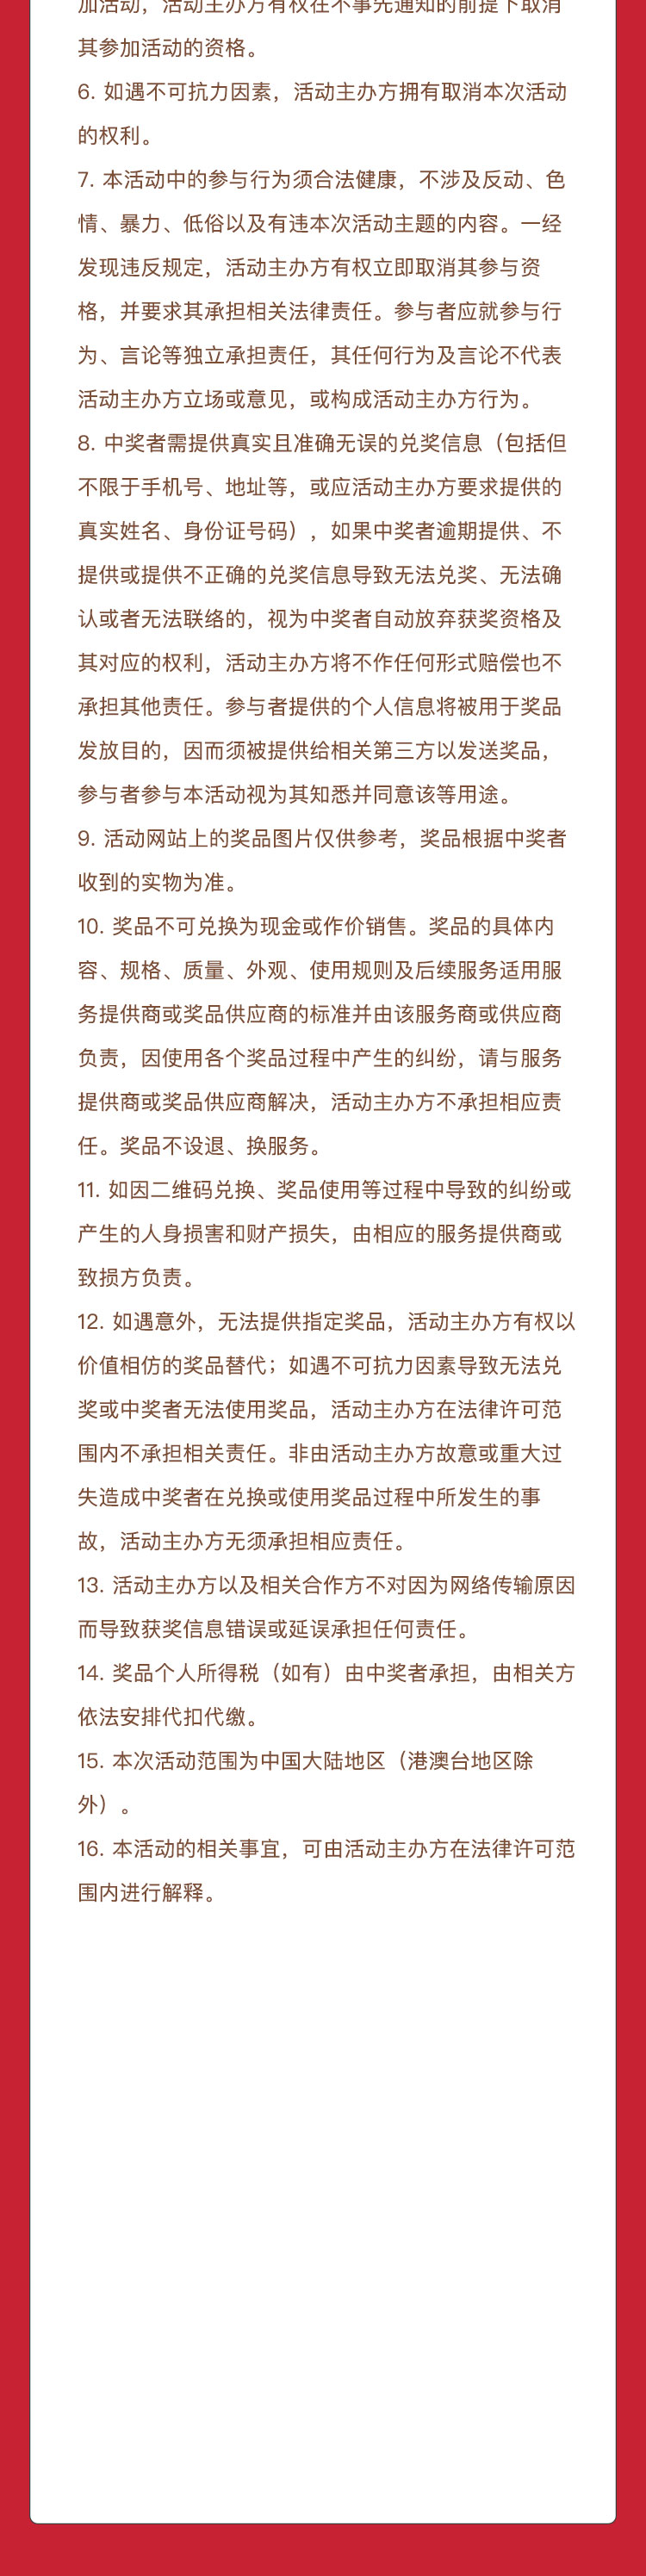 加活动，活动主办方有权在不事先通知的前提下取消
其参加活动的资格。
6. 如遇不可抗力因素，活动主办方拥有取消本次活动
的权利。
7. 本活动中的参与行为须合法健康，不涉及反动、色
情、暴力、低俗以及有违本次活动主题的内容。一经
发现违反规定，活动主办方有权立即取消其参与资
格，并要求其承担相关法律责任。参与者应就参与行
为、言论等独立承担责任，其任何行为及言论不代表
活动主办方立场或意见，或构成活动主办方行为。
8. 中奖者需提供真实且准确无误的兑奖信息（包括但
不限于手机号、地址等，或应活动主办方要求提供的
真实姓名、身份证号码），如果中奖者逾期提供、不
提供或提供不正确的兑奖信息导致无法兑奖、无法确
认或者无法联络的，视为中奖者自动放弃获奖资格及
其对应的权利，活动主办方将不作任何形式赔偿也不
承担其他责任。参与者提供的个人信息将被用于奖品
发放目的，因而须被提供给相关第三方以发送奖品，
参与者参与本活动视为其知悉并同意该等用途。
9. 活动网站上的奖品图片仅供参考，奖品根据中奖者
收到的实物为准。
10. 奖品不可兑换为现金或作价销售。奖品的具体内
容、规格、质量、外观、使用规则及后续服务适用服
务提供商或奖品供应商的标准并由该服务商或供应商
负责，因使用各个奖品过程中产生的纠纷，请与服务
提供商或奖品供应商解决，活动主办方不承担相应责
任。奖品不设退、换服务。
11. 如因二维码兑换、奖品使用等过程中导致的纠纷或
产生的人身损害和财产损失，由相应的服务提供商或
致损方负责。
12. 如遇意外，无法提供指定奖品，活动主办方有权以
价值相仿的奖品替代；如遇不可抗力因素导致无法兑
奖或中奖者无法使用奖品，活动主办方在法律许可范
围内不承担相关责任。非由活动主办方故意或重大过
失造成中奖者在兑换或使用奖品过程中所发生的事
故，活动主办方无须承担相应责任。
13. 活动主办方以及相关合作方不对因为网络传输原因
而导致获奖信息错误或延误承担任何责任。
14. 奖品个人所得税（如有）由中奖者承担，由相关方
依法安排代扣代缴。
15. 本次活动范围为中国大陆地区（港澳台地区除
外）。
16. 本活动的相关事宜，可由活动主办方在法律许可范
围内进行解释。